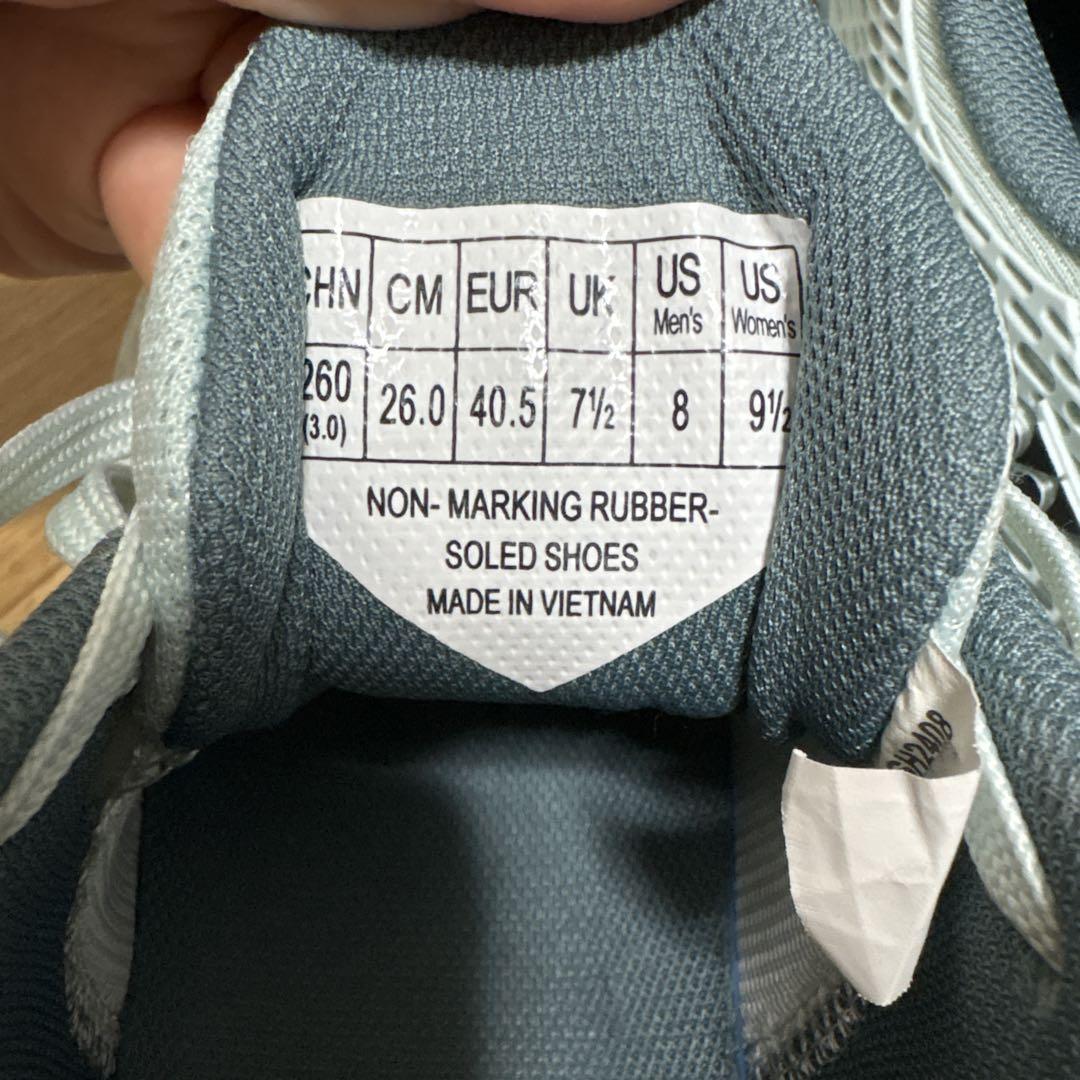 CHN CM EUR UK US Men's US Women's
260 (3.0) 26.0 40.5 7½ 8 9½
NON- MARKING RUBBER-
SOLED SHOES
MADE IN VIETNAM